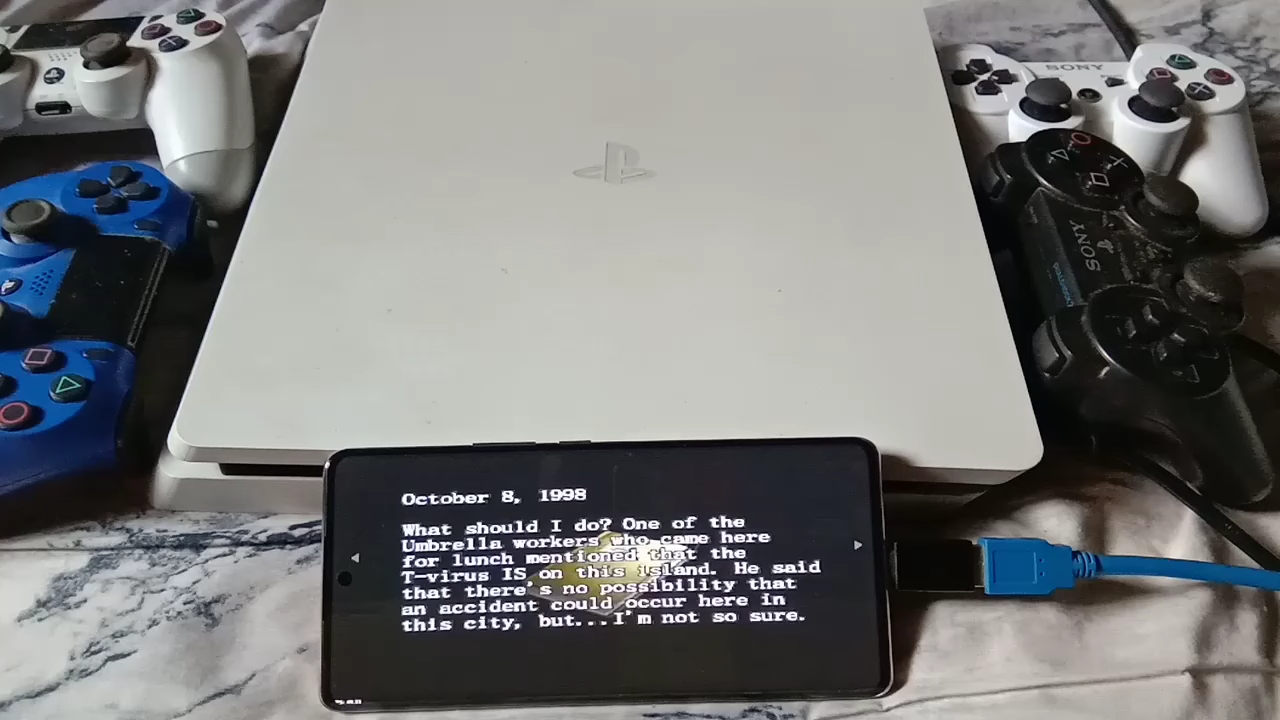 SONY
SONY
October 8, 1998
What should I do? One of the
Umbrella workers who came here
for lunch mentioned that the
T-virus IS on this island. He said
that there's no possibility that
an accident could occur here in
this city, but...I'm not so sure.